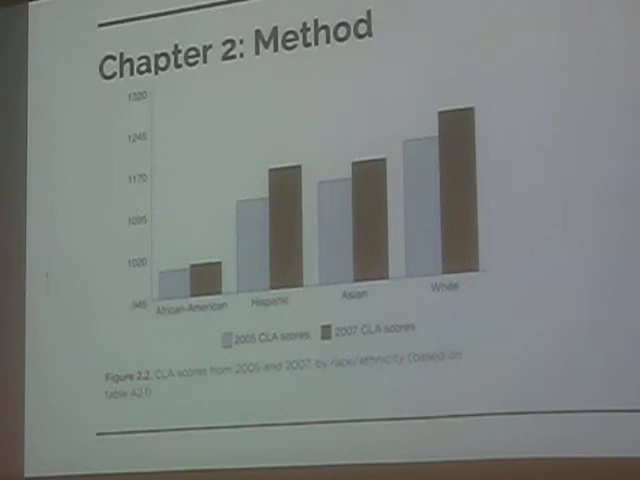 Chapter 2: Method
1320
1245
1170
1095
1020
945
African-American
Hispanic
Asian
White
2005 CLA scores
2007 CLA scores
Figure 2.2. CLA scores from 2005 and 2007, by race/ethnicity (based on
table A2.1)